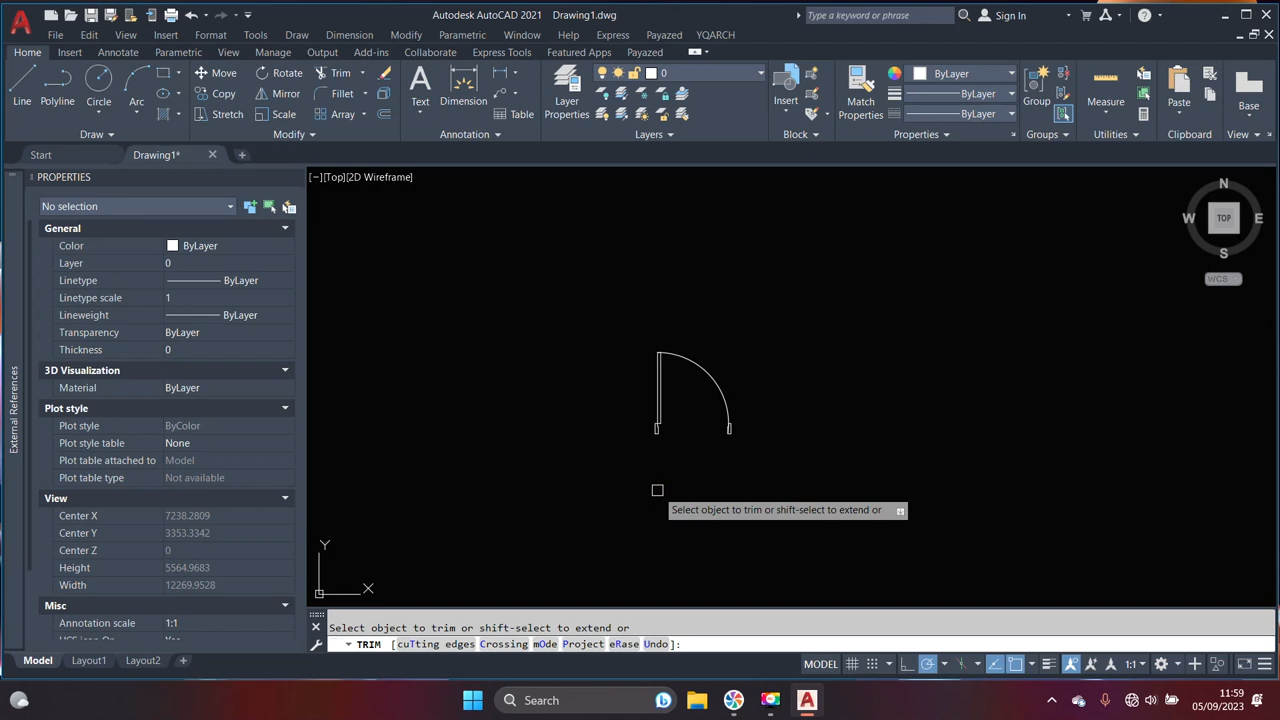 Autodesk AutoCAD 2021 Drawing1.dwg
Type a keyword or phrase
Sign In
File Edit View Insert Format Tools Draw Dimension Modify Parametric Window Help Express Payazed YQARCH
Home Insert Annotate Parametric View Manage Output Add-ins Collaborate Express Tools Featured Apps Payazed
Line Polyline Circle Arc
Move Rotate Trim
Copy Mirror Fillet
Stretch Scale Array
Text Dimension Table
Layer Properties
0
Insert
Match Properties
ByLayer
ByLayer
ByLayer
Group
Measure
Paste
Base
Draw Modify Annotation Layers Block Properties Groups Utilities Clipboard View
Start Drawing1*
PROPERTIES
No selection
General
Color ByLayer
Layer 0
Linetype ByLayer
Linetype scale 1
Lineweight ByLayer
Transparency ByLayer
Thickness 0
3D Visualization
Material ByLayer
Plot style
Plot style ByColor
Plot style table None
Plot table attached to Model
Plot table type Not available
View
Center X 7238.2809
Center Y 3353.3342
Center Z 0
Height 5564.9683
Width 12269.9528
Misc
Annotation scale 1:1
External References
[−][Top][2D Wireframe]
N
W TOP E
S
WCS
Select object to trim or shift-select to extend or
Y
X
Select object to trim or shift-select to extend or
TRIM [cuTting edges Crossing mOde Project eRase Undo]:
Model Layout1 Layout2
MODEL
1:1
Search
11:59
05/09/2023